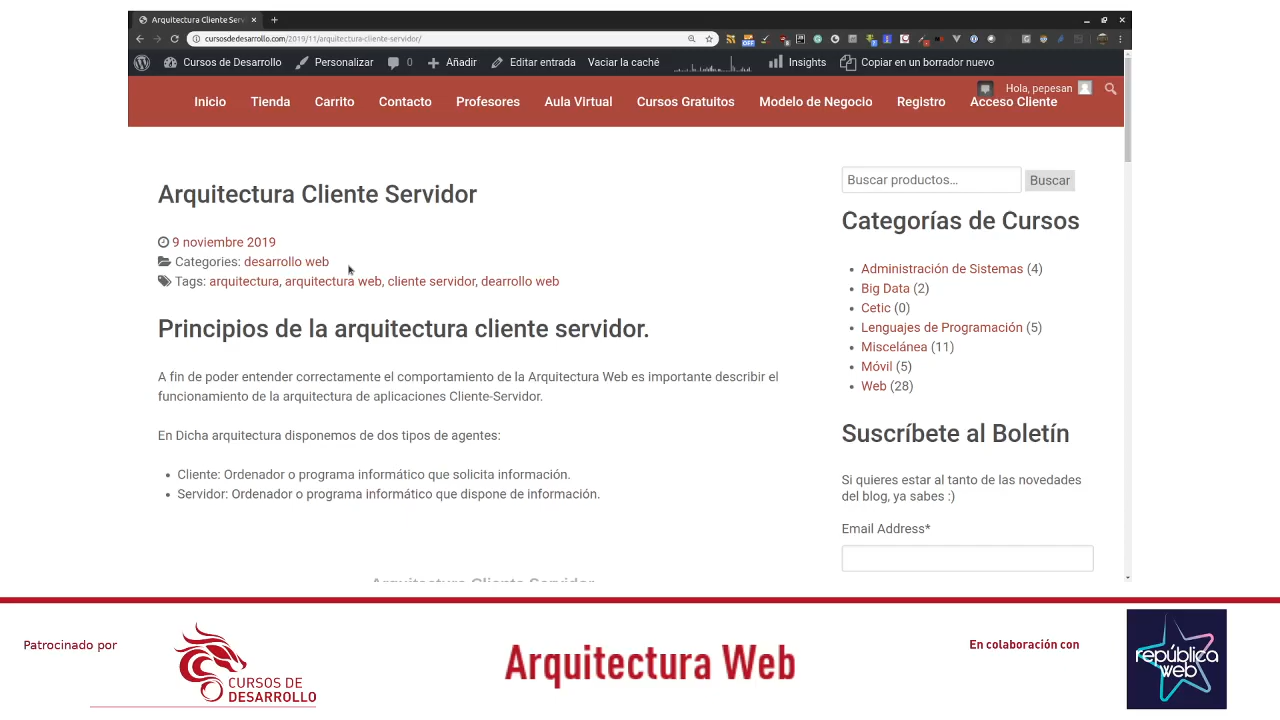 Arquitectura Cliente Serv
cursosdedesarrollo.com/2019/11/arquitectura-cliente-servidor/
Cursos de Desarrollo
Personalizar
0
Añadir
Editar entrada
Vaciar la caché
Insights
Copiar en un borrador nuevo
Hola, pepesan
Inicio
Tienda
Carrito
Contacto
Profesores
Aula Virtual
Cursos Gratuitos
Modelo de Negocio
Registro
Acceso Cliente
Arquitectura Cliente Servidor
9 noviembre 2019
Categories: desarrollo web
Tags: arquitectura, arquitectura web, cliente servidor, dearrollo web
Principios de la arquitectura cliente servidor.
A fin de poder entender correctamente el comportamiento de la Arquitectura Web es importante describir el
funcionamiento de la arquitectura de aplicaciones Cliente-Servidor.
En Dicha arquitectura disponemos de dos tipos de agentes:
Cliente: Ordenador o programa informático que solicita información.
Servidor: Ordenador o programa informático que dispone de información.
Arquitectura Cliente Servidor
Buscar productos…
Buscar
Categorías de Cursos
Administración de Sistemas (4)
Big Data (2)
Cetic (0)
Lenguajes de Programación (5)
Miscelánea (11)
Móvil (5)
Web (28)
Suscríbete al Boletín
Si quieres estar al tanto de las novedades
del blog, ya sabes :)
Email Address*
Patrocinado por
CURSOS DE
DESARROLLO
Arquitectura Web
En colaboración con
república
web